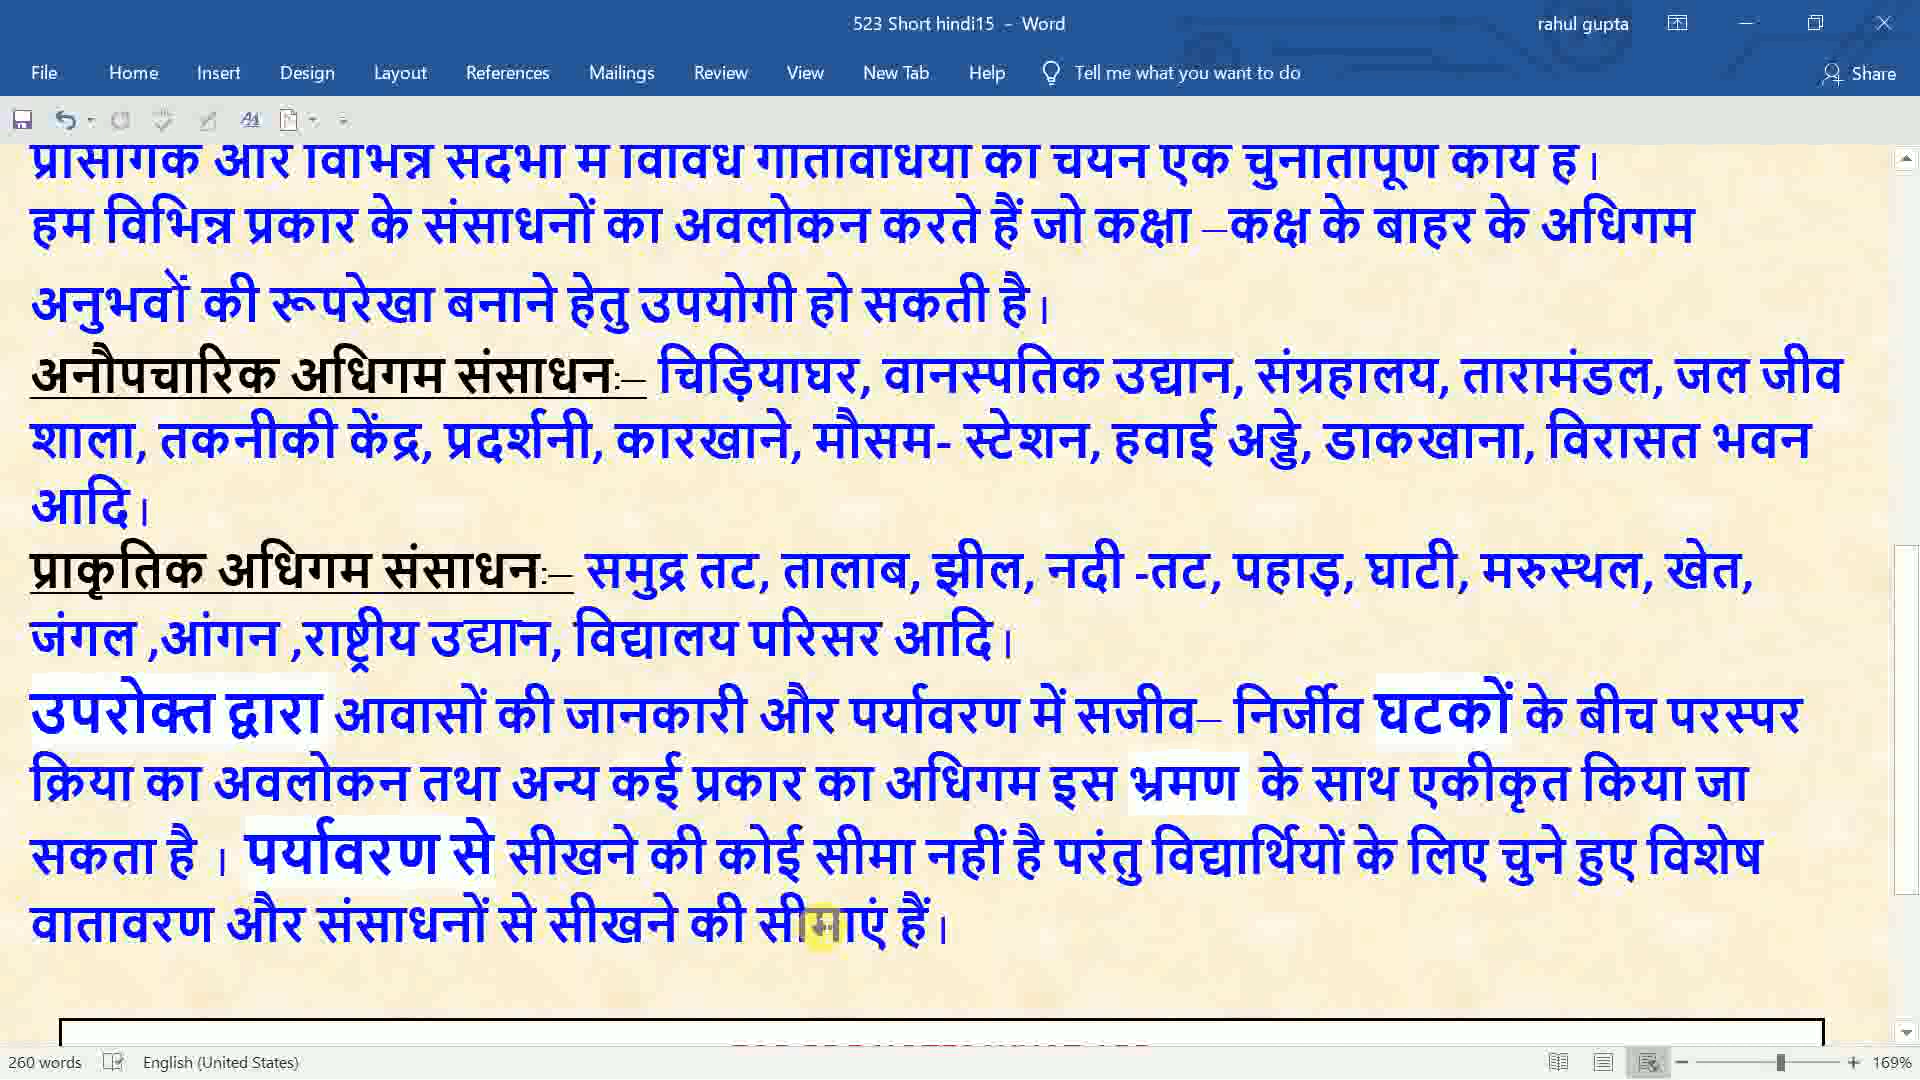 523 Short hindi15 - Word
rahul gupta
File Home Insert Design Layout References Mailings Review View New Tab Help Tell me what you want to do Share
हम विभिन्न प्रकार के संसाधनों का अवलोकन करते हैं जो कक्षा –कक्ष के बाहर के अधिगम
अनुभवों की रूपरेखा बनाने हेतु उपयोगी हो सकती है।
अनौपचारिक अधिगम संसाधन:– चिड़ियाघर, वानस्पतिक उद्यान, संग्रहालय, तारामंडल, जल जीव
शाला, तकनीकी केंद्र, प्रदर्शनी, कारखाने, मौसम- स्टेशन, हवाई अड्डे, डाकखाना, विरासत भवन
आदि।
प्राकृतिक अधिगम संसाधन:– समुद्र तट, तालाब, झील, नदी -तट, पहाड़, घाटी, मरुस्थल, खेत,
जंगल ,आंगन ,राष्ट्रीय उद्यान, विद्यालय परिसर आदि।
उपरोक्त द्वारा आवासों की जानकारी और पर्यावरण में सजीव– निर्जीव घटकों के बीच परस्पर
क्रिया का अवलोकन तथा अन्य कई प्रकार का अधिगम इस भ्रमण के साथ एकीकृत किया जा
सकता है । पर्यावरण से सीखने की कोई सीमा नहीं है परंतु विद्यार्थियों के लिए चुने हुए विशेष
वातावरण और संसाधनों से सीखने की सीमाएं हैं।
260 words English (United States) 169%